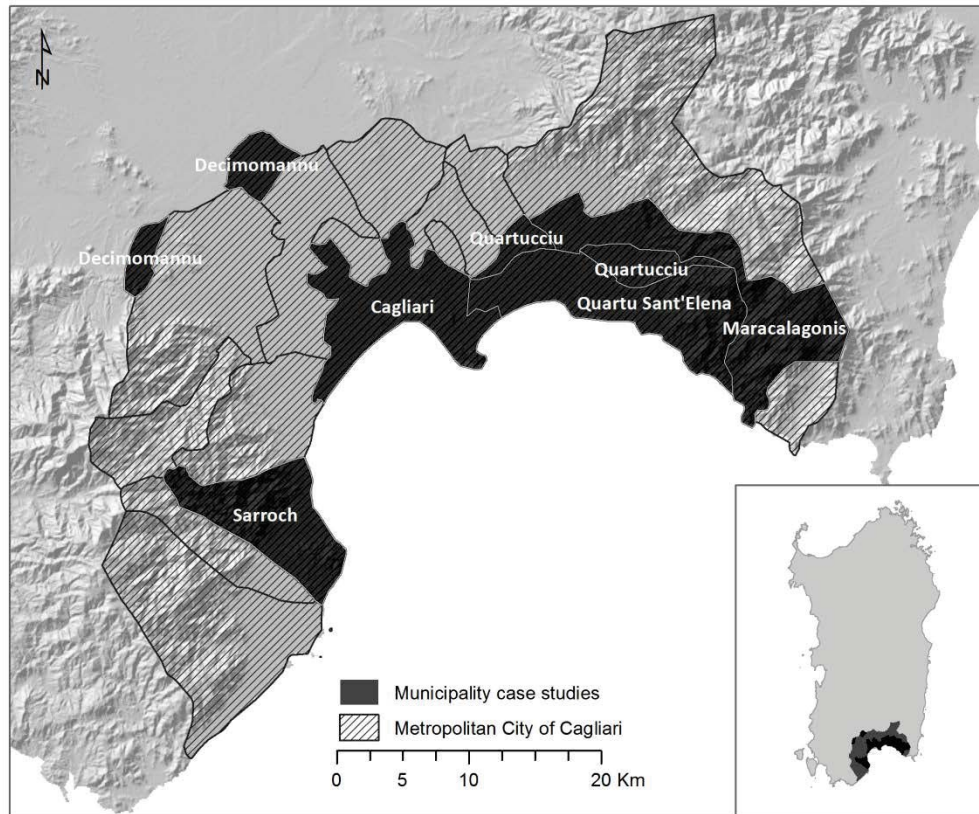 N
Decimomannu
Decimomannu
Quartucciu
Quartucciu
Cagliari
Quartu Sant'Elena
Maracalagonis
Sarroch
Municipality case studies
Metropolitan City of Cagliari
0 5 10 20 Km